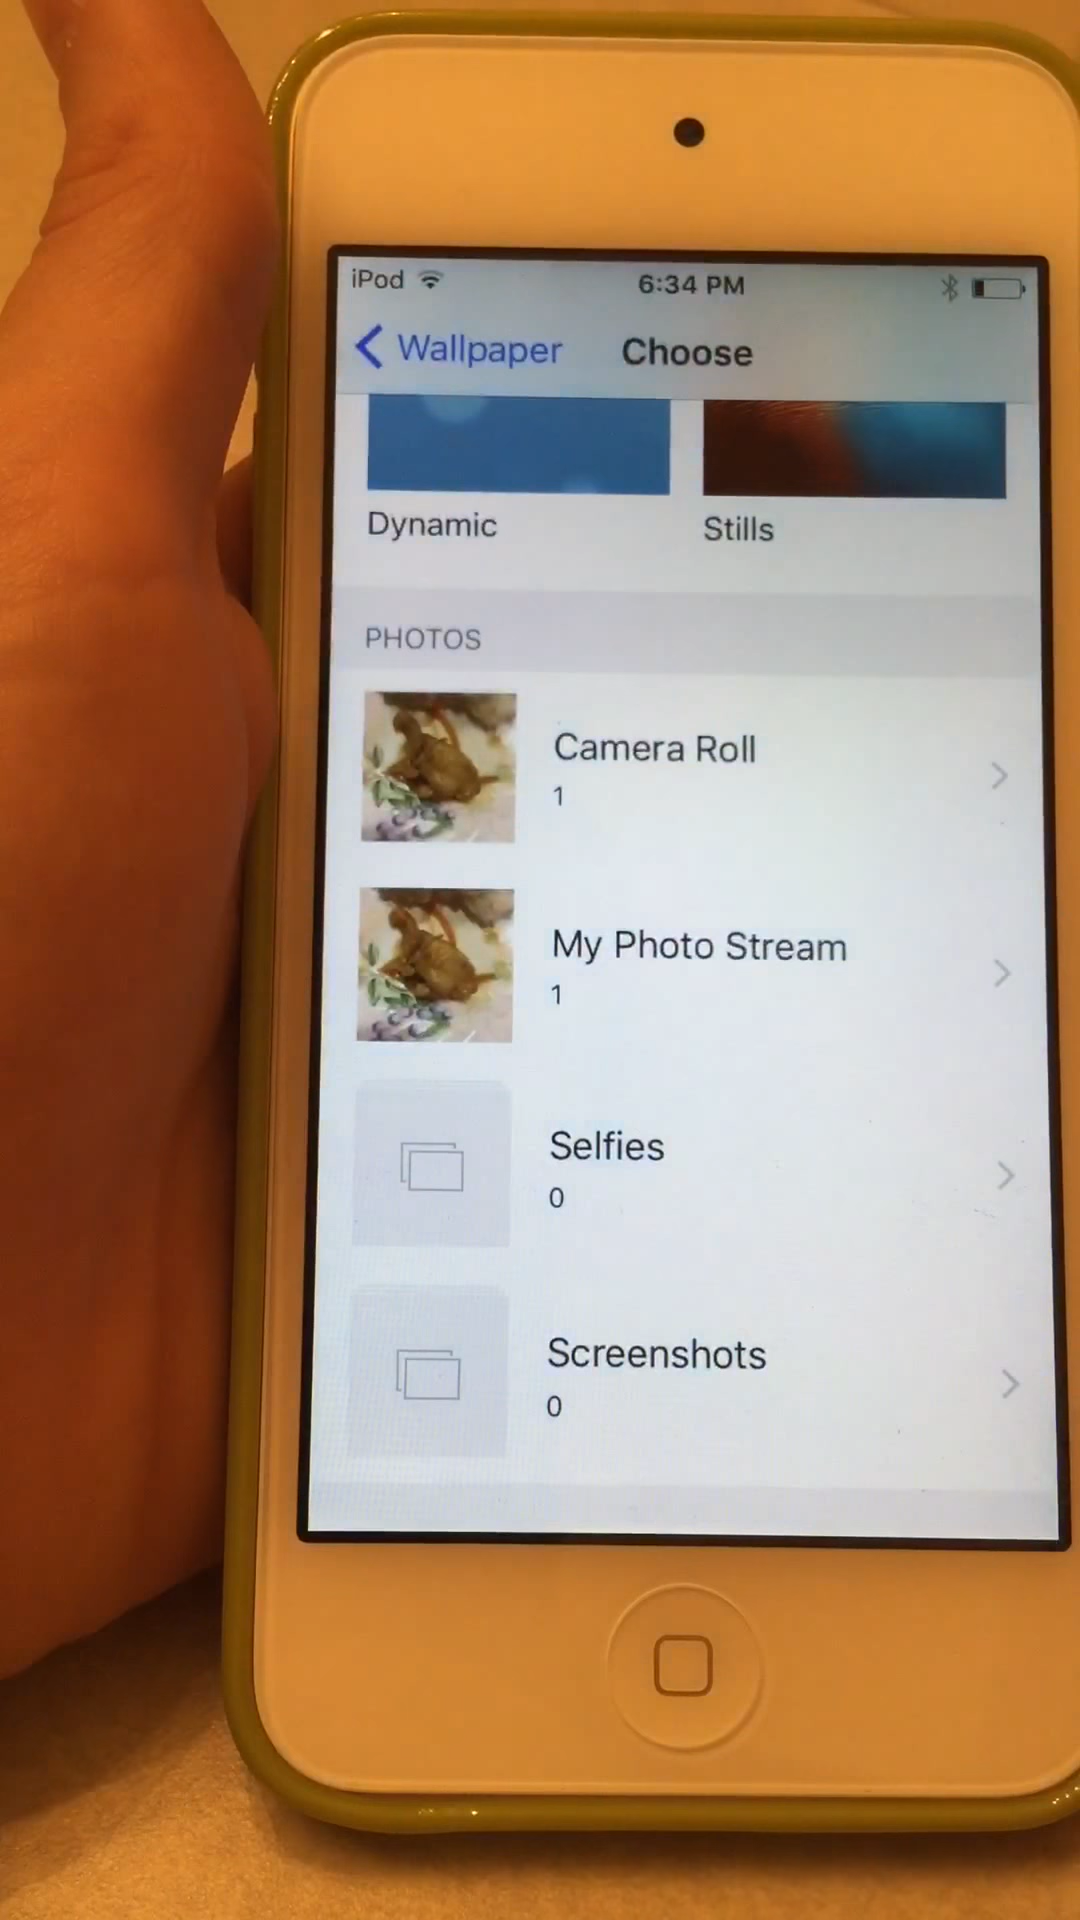 iPod 6:34 PM
Wallpaper Choose
Dynamic Stills
PHOTOS
Camera Roll
1
My Photo Stream
1
Selfies
0
Screenshots
0